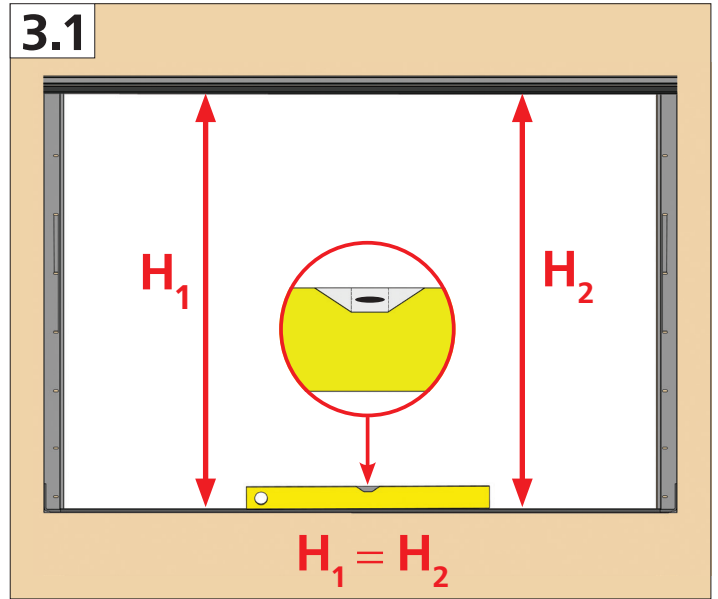 3.1
H₁
H₂
H₁ = H₂